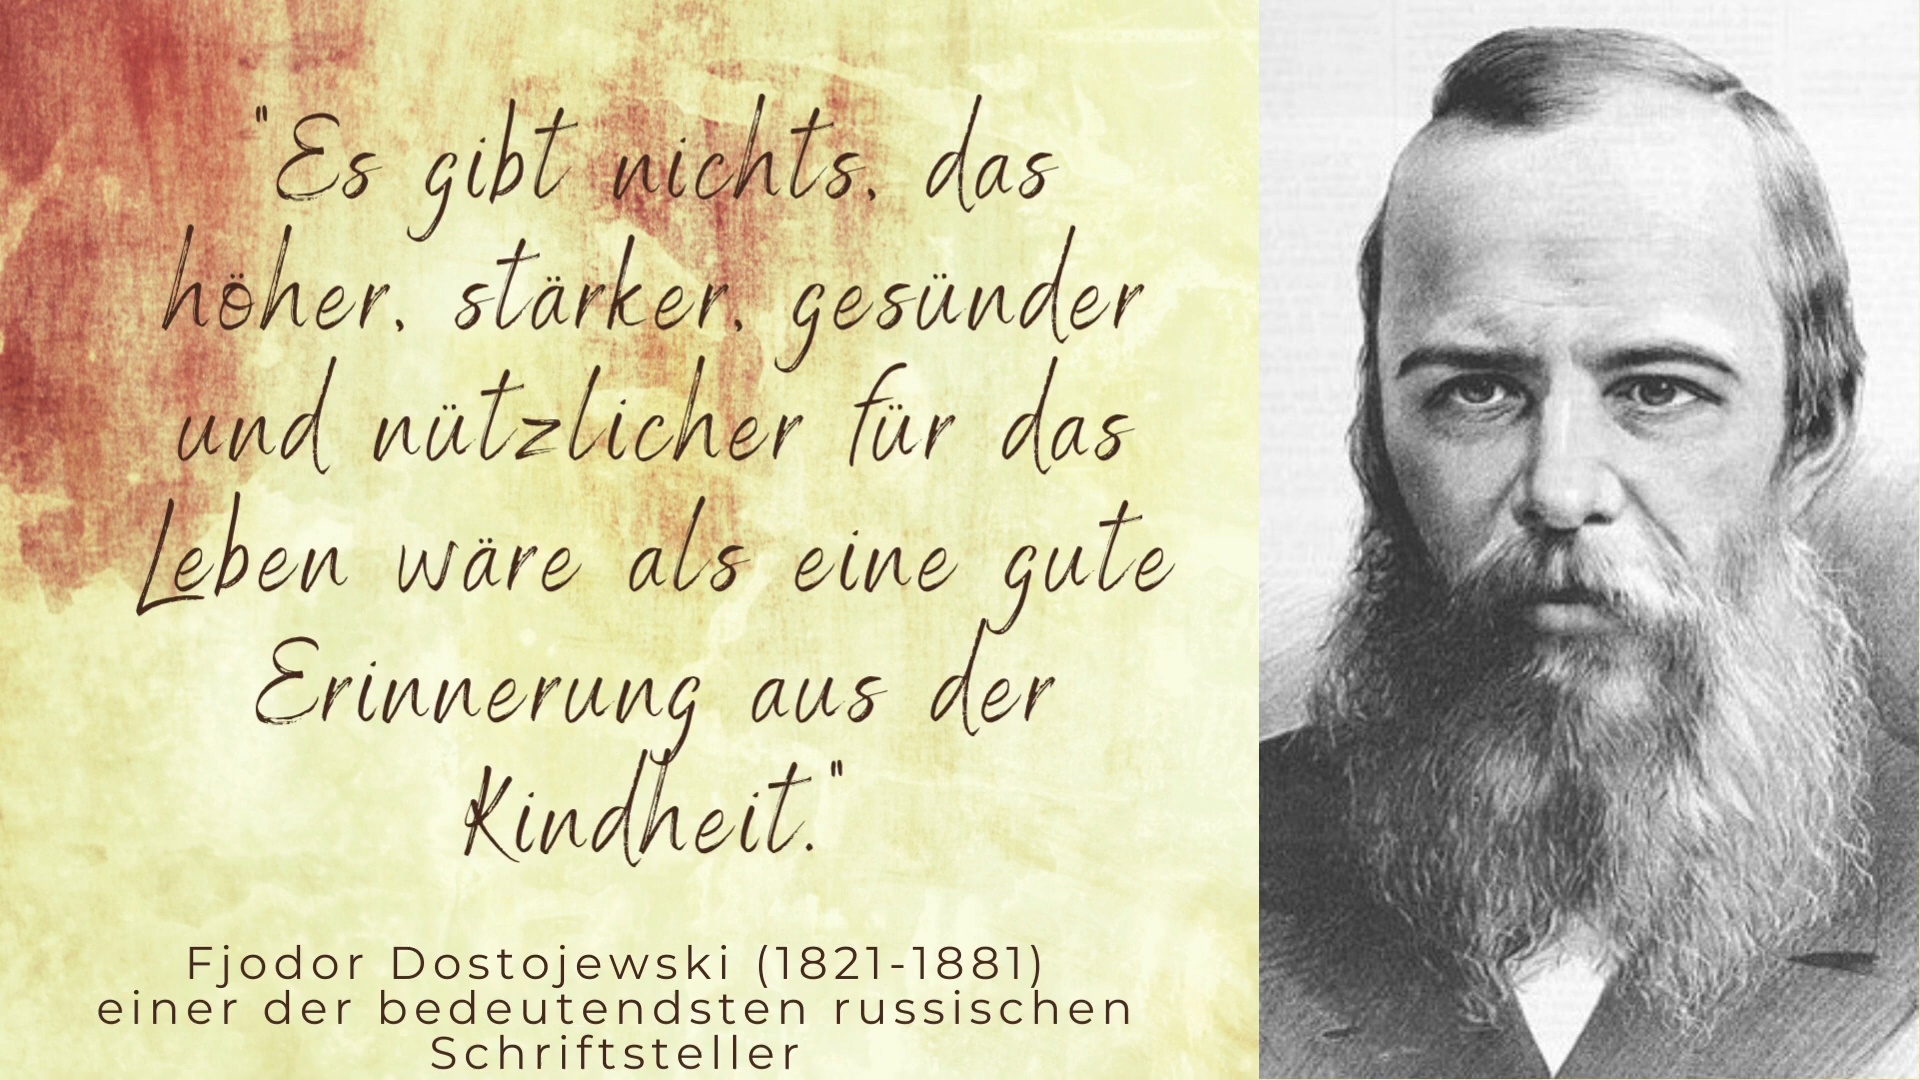 "Es gibt nichts, das
höher, stärker, gesünder
und nützlicher für das
Leben wäre als eine gute
Erinnerung aus der
Kindheit."
Fjodor Dostojewski (1821-1881)
einer der bedeutendsten russischen
Schriftsteller